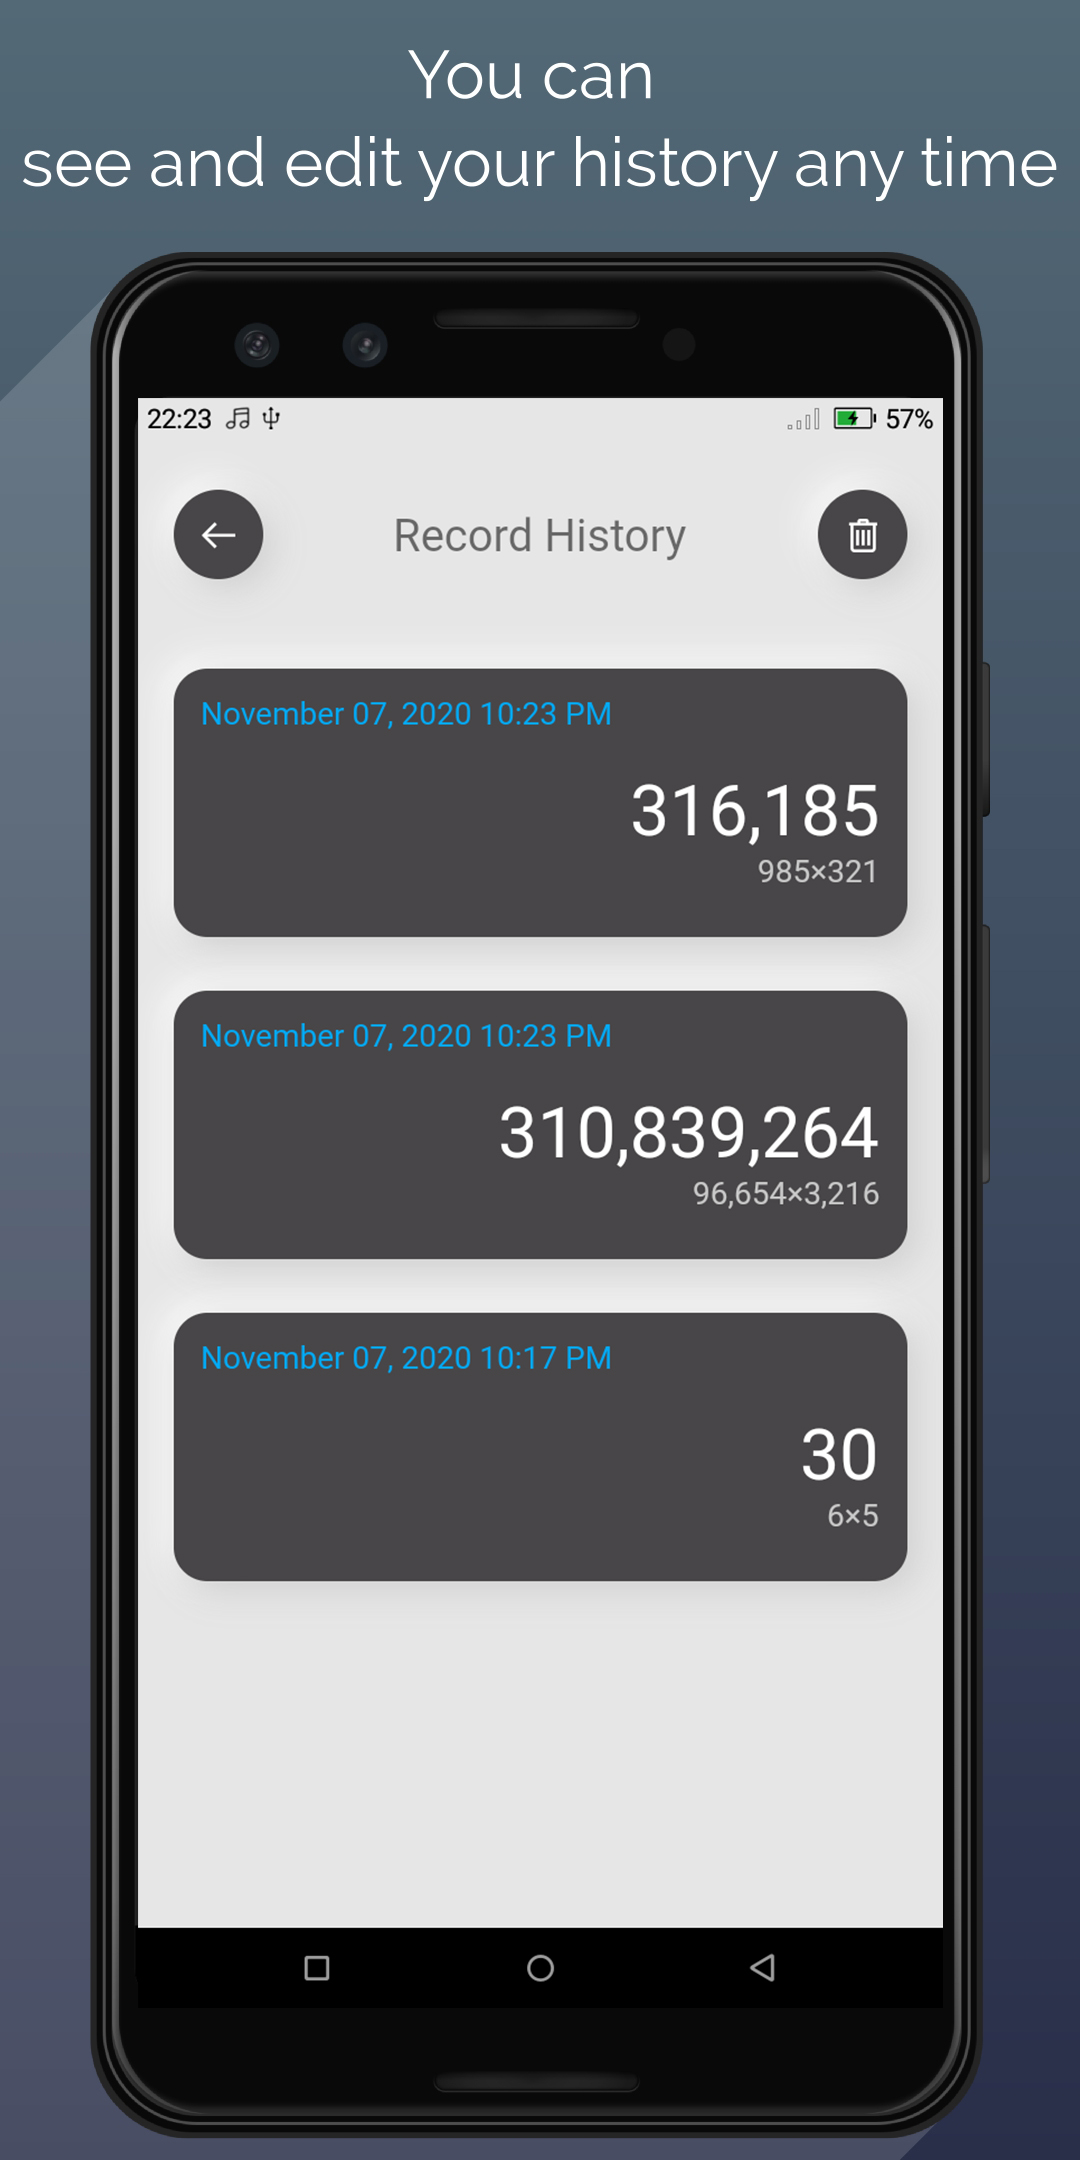 You can
see and edit your history any time
22:23 57%
Record History
November 07, 2020 10:23 PM
316,185
985×321
November 07, 2020 10:23 PM
310,839,264
96,654×3,216
November 07, 2020 10:17 PM
30
6×5